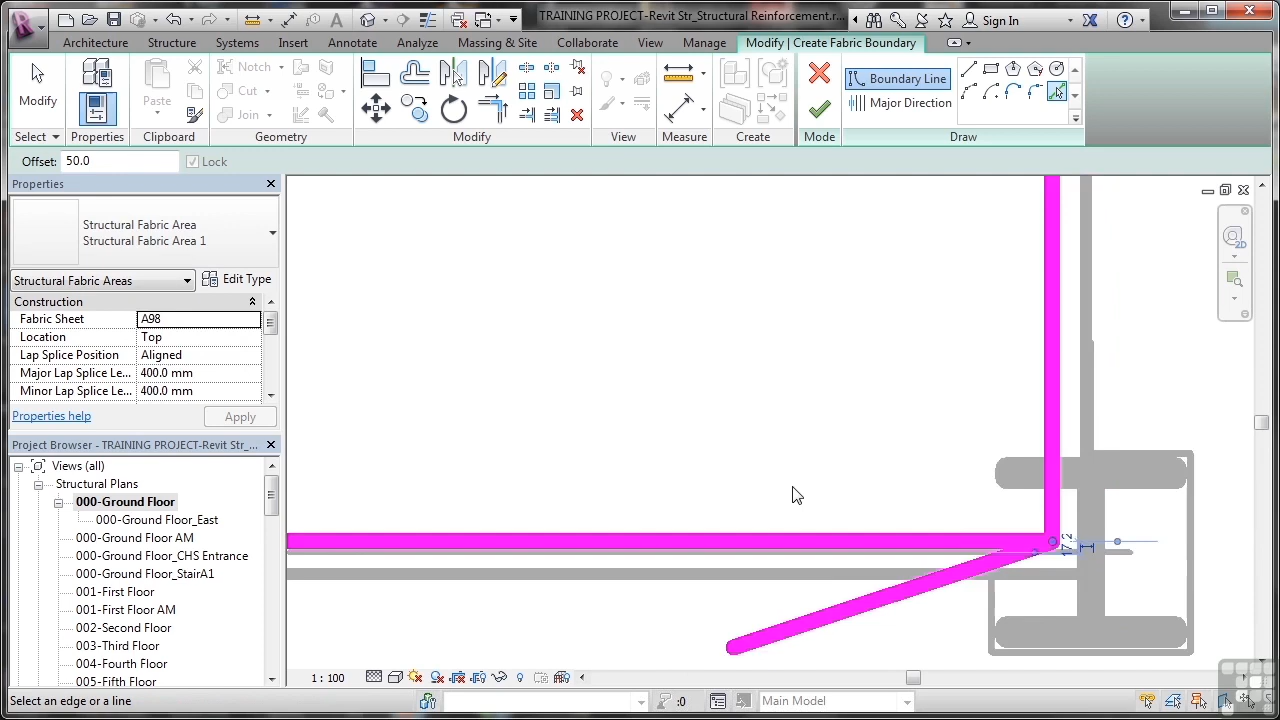 TRAINING PROJECT-Revit Str_Structural Reinforcement.r...
Sign In
Architecture Structure Systems Insert Annotate Analyze Massing & Site Collaborate View Manage Modify | Create Fabric Boundary
Modify
Properties
Paste
Notch
Cut
Join
Boundary Line
Major Direction
Select Properties Clipboard Geometry Modify View Measure Create Mode Draw
Offset: 50.0 Lock
Properties
Structural Fabric Area
Structural Fabric Area 1
Structural Fabric Areas Edit Type
Construction
Fabric Sheet A98
Location Top
Lap Splice Position Aligned
Major Lap Splice Le... 400.0 mm
Minor Lap Splice Le... 400.0 mm
Properties help Apply
Project Browser - TRAINING PROJECT-Revit Str_...
Views (all)
Structural Plans
000-Ground Floor
000-Ground Floor_East
000-Ground Floor AM
000-Ground Floor_CHS Entrance
000-Ground Floor_StairA1
001-First Floor
001-First Floor AM
002-Second Floor
003-Third Floor
004-Fourth Floor
005-Fifth Floor
2D
17.2
1 : 100
Select an edge or a line
:0
Main Model